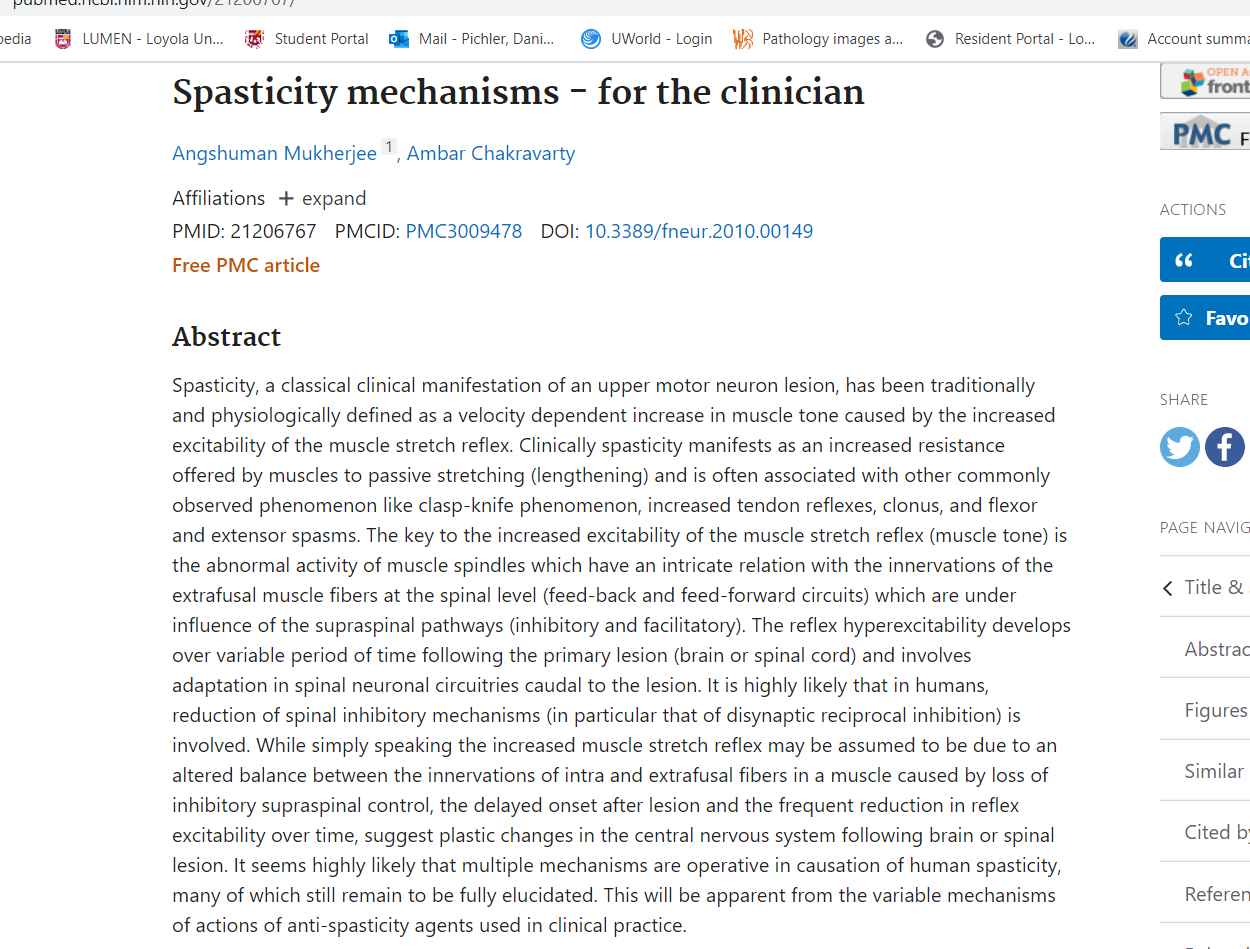 pubmed.ncbi.nlm.nih.gov/21206767/
pedia LUMEN - Loyola Un... Student Portal Mail - Pichler, Dani... UWorld - Login Pathology images a... Resident Portal - Lo... Account summa
Spasticity mechanisms - for the clinician
OPEN A
front
PMC F
Angshuman Mukherjee 1, Ambar Chakravarty
Affiliations + expand
PMID: 21206767 PMCID: PMC3009478 DOI: 10.3389/fneur.2010.00149
Free PMC article
Abstract
Spasticity, a classical clinical manifestation of an upper motor neuron lesion, has been traditionally
and physiologically defined as a velocity dependent increase in muscle tone caused by the increased
excitability of the muscle stretch reflex. Clinically spasticity manifests as an increased resistance
offered by muscles to passive stretching (lengthening) and is often associated with other commonly
observed phenomenon like clasp-knife phenomenon, increased tendon reflexes, clonus, and flexor
and extensor spasms. The key to the increased excitability of the muscle stretch reflex (muscle tone) is
the abnormal activity of muscle spindles which have an intricate relation with the innervations of the
extrafusal muscle fibers at the spinal level (feed-back and feed-forward circuits) which are under
influence of the supraspinal pathways (inhibitory and facilitatory). The reflex hyperexcitability develops
over variable period of time following the primary lesion (brain or spinal cord) and involves
adaptation in spinal neuronal circuitries caudal to the lesion. It is highly likely that in humans,
reduction of spinal inhibitory mechanisms (in particular that of disynaptic reciprocal inhibition) is
involved. While simply speaking the increased muscle stretch reflex may be assumed to be due to an
altered balance between the innervations of intra and extrafusal fibers in a muscle caused by loss of
inhibitory supraspinal control, the delayed onset after lesion and the frequent reduction in reflex
excitability over time, suggest plastic changes in the central nervous system following brain or spinal
lesion. It seems highly likely that multiple mechanisms are operative in causation of human spasticity,
many of which still remain to be fully elucidated. This will be apparent from the variable mechanisms
of actions of anti-spasticity agents used in clinical practice.
ACTIONS
Cit
Favo
SHARE
PAGE NAVIG
Title &
Abstrac
Figures
Similar
Cited by
Referen